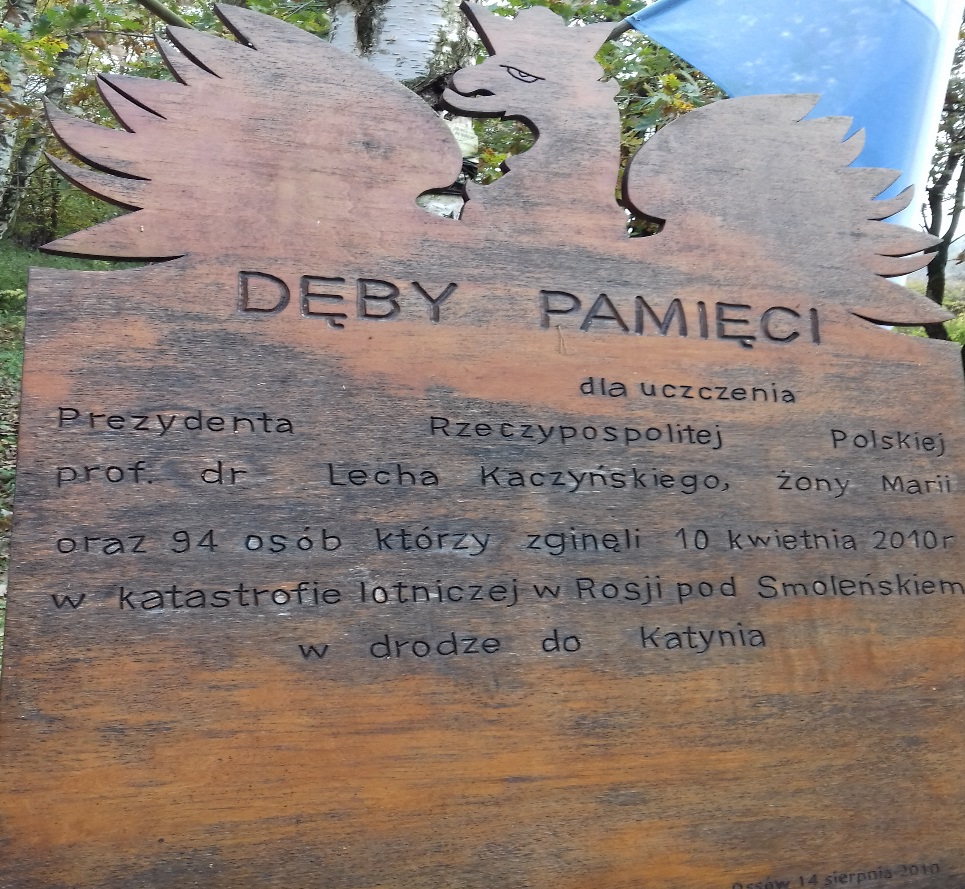 DĘBY PAMIĘCI
dla uczczenia
Prezydenta Rzeczypospolitej Polskiej
prof. dr Lecha Kaczyńskiego, żony Marii
oraz 94 osób którzy zginęli 10 kwietnia 2010r
w katastrofie lotniczej w Rosji pod Smoleńskiem
w drodze do Katynia
Ossów 14 sierpnia 2010